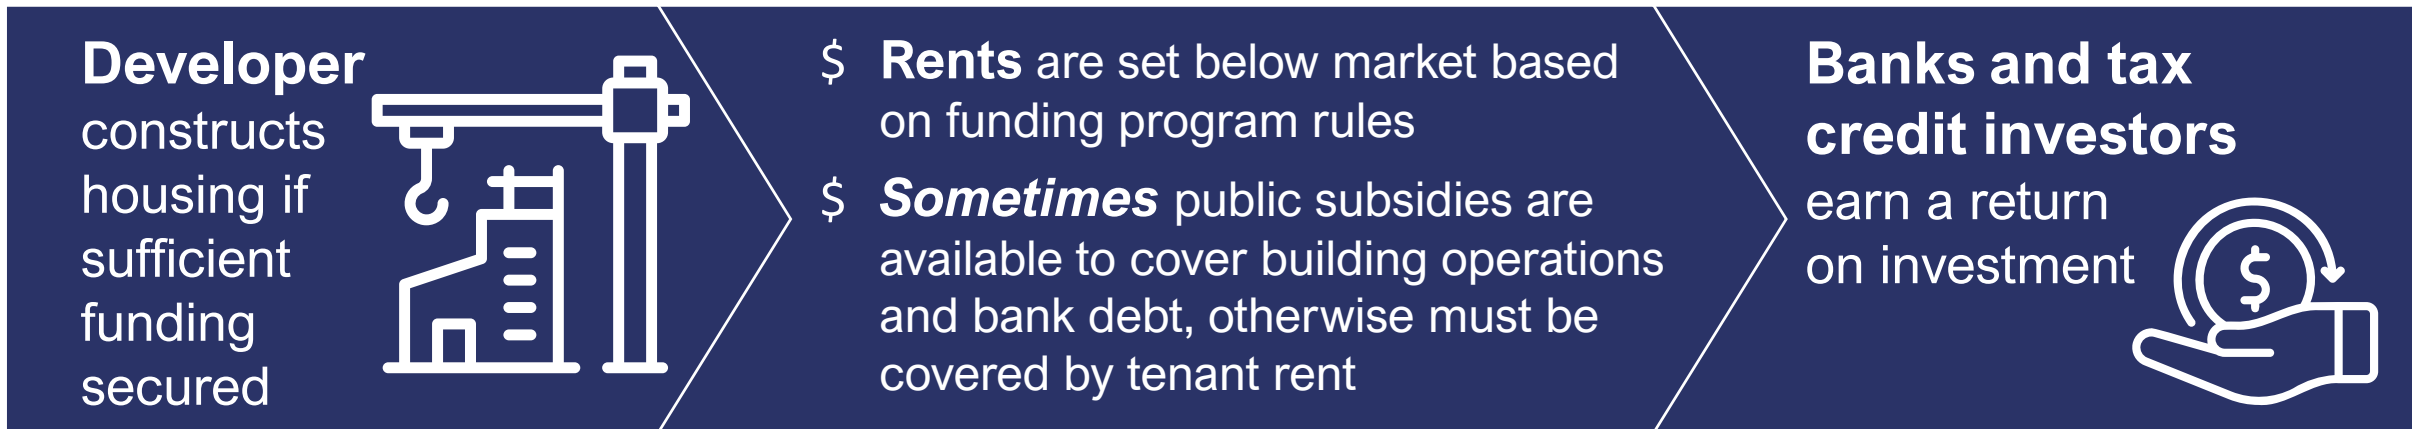 Developer
constructs
housing if
sufficient
funding
secured
$ Rents are set below market based
on funding program rules
$ Sometimes public subsidies are
available to cover building operations
and bank debt, otherwise must be
covered by tenant rent
Banks and tax
credit investors
earn a return
on investment
$